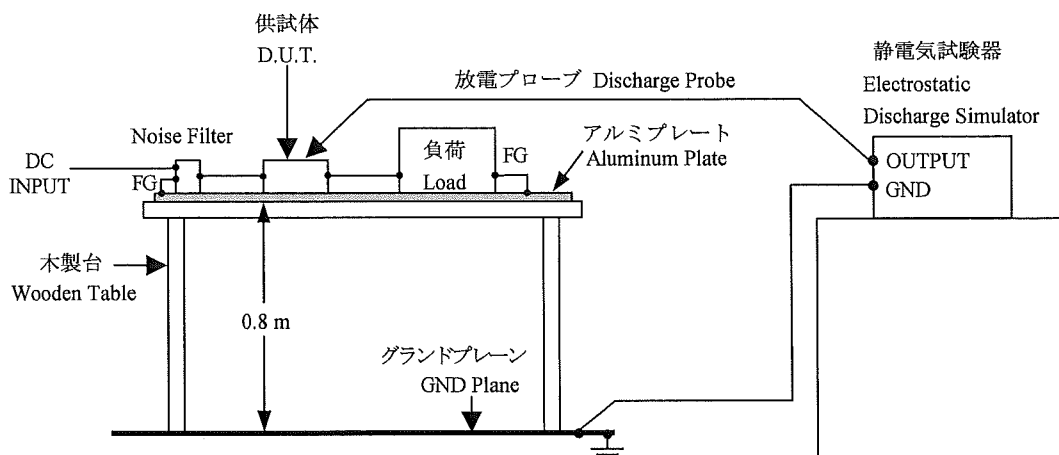 供試体
D.U.T.
静電気試験器
Electrostatic
Discharge Simulator
放電プローブ Discharge Probe
Noise Filter
アルミプレート
Aluminum Plate
DC
INPUT
FG
負荷
Load
FG
OUTPUT
GND
木製台
Wooden Table
0.8 m
グランドプレーン
GND Plane